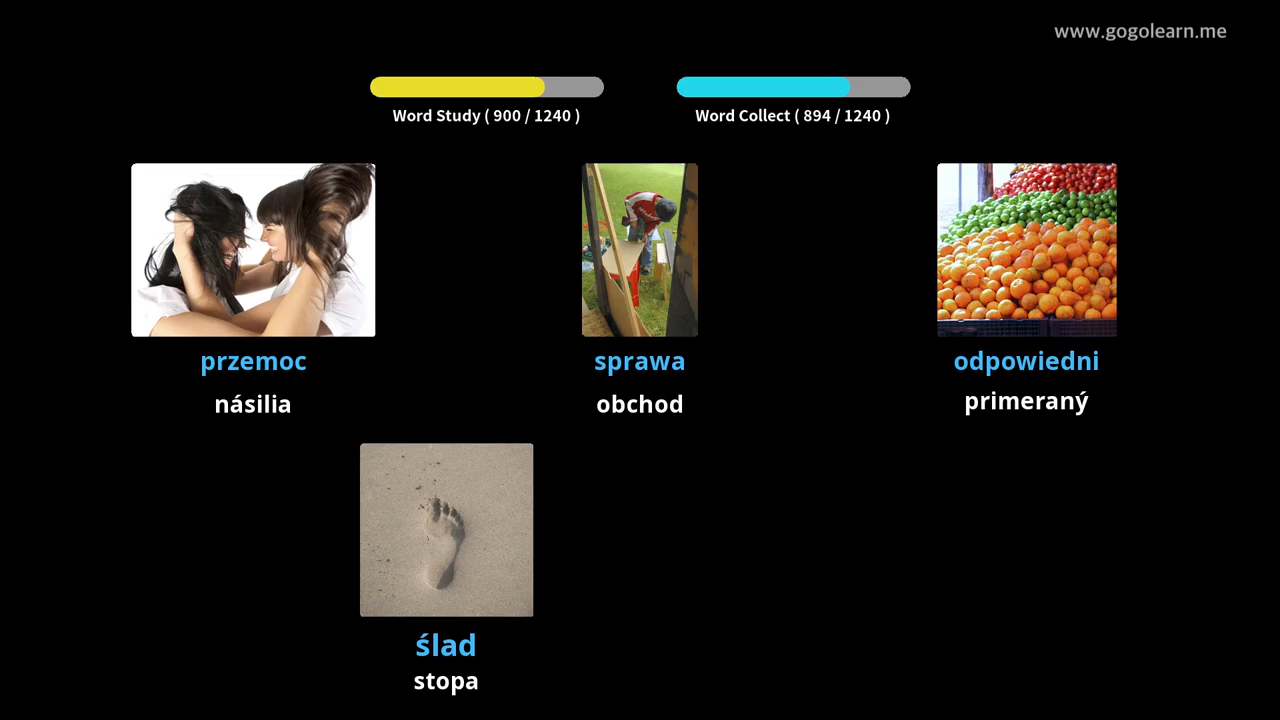 www.gogolearn.me
Word Study ( 900 / 1240 )
Word Collect ( 894 / 1240 )
przemoc
násilia
sprawa
obchod
odpowiedni
primeraný
ślad
stopa